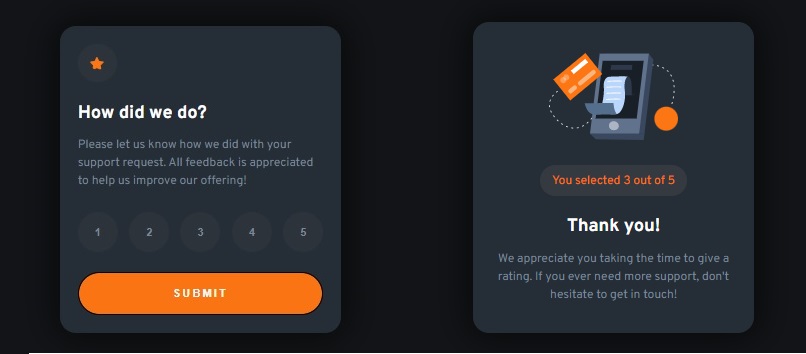 How did we do?
Please let us know how we did with your
support request. All feedback is appreciated
to help us improve our offering!
1 2 3 4 5
SUBMIT
You selected 3 out of 5
Thank you!
We appreciate you taking the time to give a
rating. If you ever need more support, don't
hesitate to get in touch!